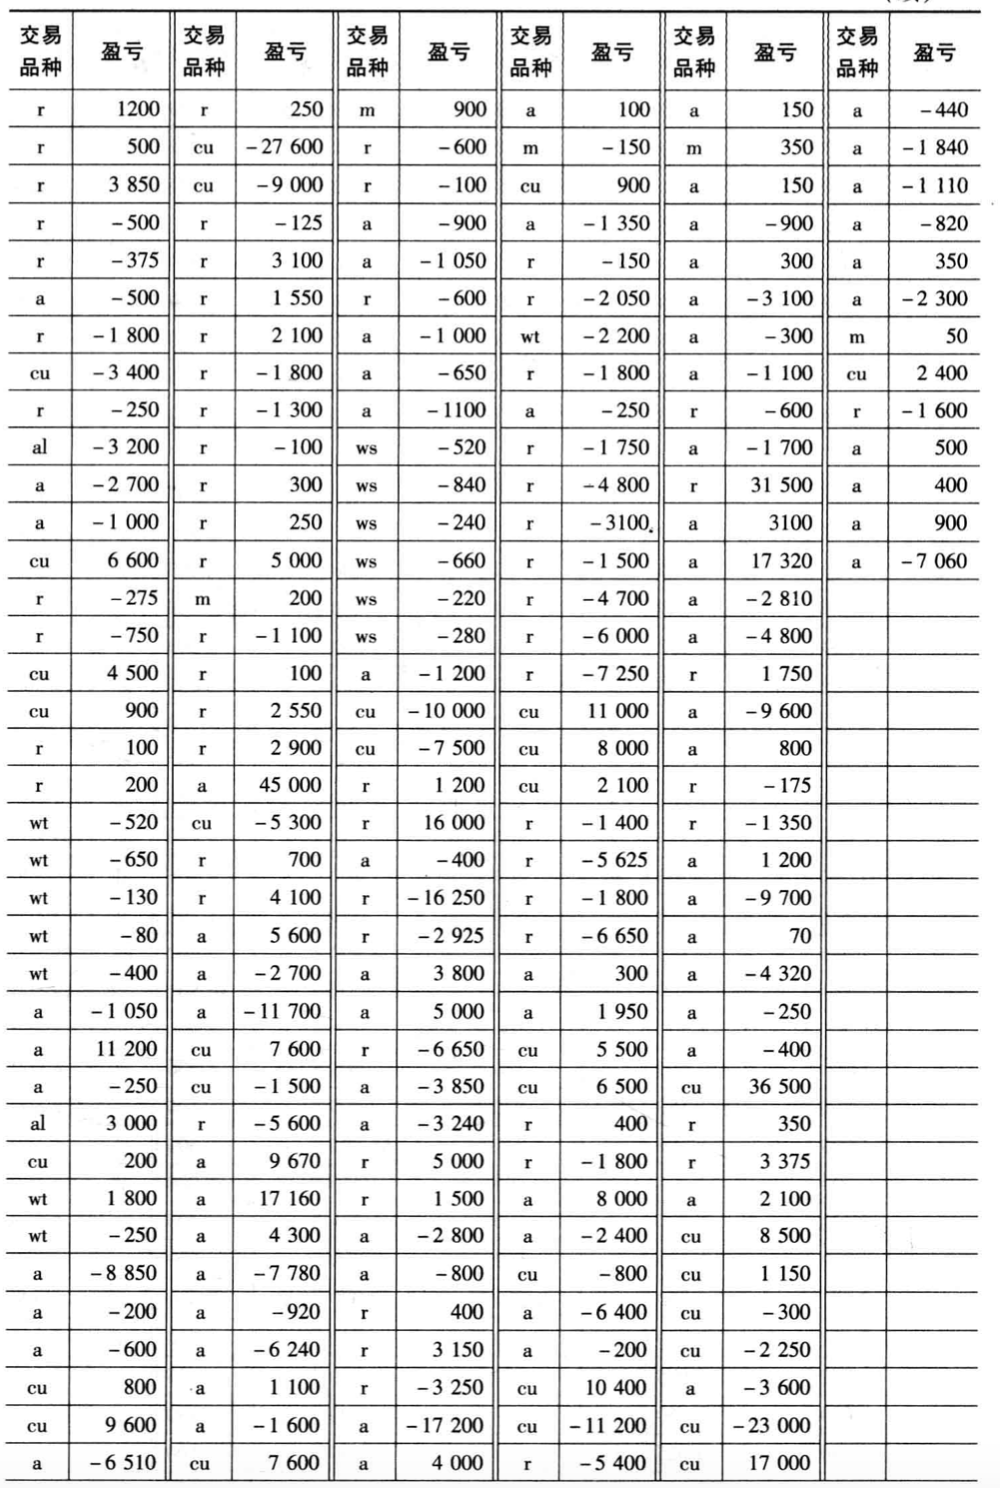 交易品种 盈亏 交易品种 盈亏 交易品种 盈亏 交易品种 盈亏 交易品种 盈亏 交易品种 盈亏
r 1200 r 250 m 900 a 100 a 150 a -440
r 500 cu -27 600 r -600 m -150 m 350 a -1 840
r 3 850 cu -9 000 r -100 cu 900 a 150 a -1 110
r -500 r -125 a -900 a -1 350 a -900 a -820
r -375 r 3 100 a -1 050 r -150 a 300 a 350
a -500 r 1 550 r -600 r -2 050 a -3 100 a -2 300
r -1 800 r 2 100 a -1 000 wt -2 200 a -300 m 50
cu -3 400 r -1 800 a -650 r -1 800 a -1 100 cu 2 400
r -250 r -1 300 a -1100 a -250 r -600 r -1 600
al -3 200 r -100 ws -520 r -1 750 a -1 700 a 500
a -2 700 r 300 ws -840 r -4 800 r 31 500 a 400
a -1 000 r 250 ws -240 r -3100 a 3100 a 900
cu 6 600 r 5 000 ws -660 r -1 500 a 17 320 a -7 060
r -275 m 200 ws -220 r -4 700 a -2 810
r -750 r -1 100 ws -280 r -6 000 a -4 800
cu 4 500 r 100 a -1 200 r -7 250 r 1 750
cu 900 r 2 550 cu -10 000 cu 11 000 a -9 600
r 100 r 2 900 cu -7 500 cu 8 000 a 800
r 200 a 45 000 r 1 200 cu 2 100 r -175
wt -520 cu -5 300 r 16 000 r -1 400 r -1 350
wt -650 r 700 a -400 r -5 625 a 1 200
wt -130 r 4 100 r -16 250 r -1 800 a -9 700
wt -80 a 5 600 r -2 925 r -6 650 a 70
wt -400 a -2 700 a 3 800 a 300 a -4 320
a -1 050 a -11 700 a 5 000 a 1 950 a -250
a 11 200 cu 7 600 r -6 650 cu 5 500 a -400
a -250 cu -1 500 a -3 850 cu 6 500 cu 36 500
al 3 000 r -5 600 a -3 240 r 400 r 350
cu 200 a 9 670 r 5 000 r -1 800 r 3 375
wt 1 800 a 17 160 r 1 500 a 8 000 a 2 100
wt -250 a 4 300 a -2 800 a -2 400 cu 8 500
a -8 850 a -7 780 a -800 cu -800 cu 1 150
a -200 a -920 r 400 a -6 400 cu -300
a -600 a -6 240 r 3 150 a -200 cu -2 250
cu 800 a 1 100 r -3 250 cu 10 400 a -3 600
cu 9 600 a -1 600 a -17 200 cu -11 200 cu -23 000
a -6 510 cu 7 600 a 4 000 r -5 400 cu 17 000